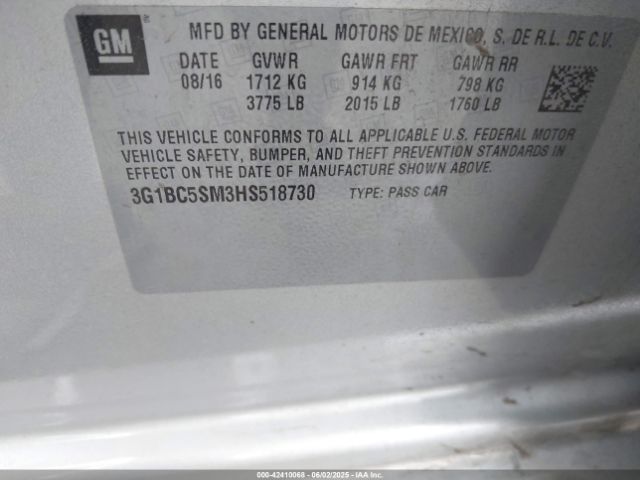 GM
MFD BY GENERAL MOTORS DE MEXICO, S. DE R.L. DE C.V.
DATE GVWR GAWR FRT GAWR RR
08/16 1712 KG 914 KG 798 KG
3775 LB 2015 LB 1760 LB
THIS VEHICLE CONFORMS TO ALL APPLICABLE U.S. FEDERAL MOTOR
VEHICLE SAFETY, BUMPER, AND THEFT PREVENTION STANDARDS IN
EFFECT ON THE DATE OF MANUFACTURE SHOWN ABOVE.
3G1BC5SM3HS518730 TYPE: PASS CAR
000-42410068 06/02/2025 IAAI.COM